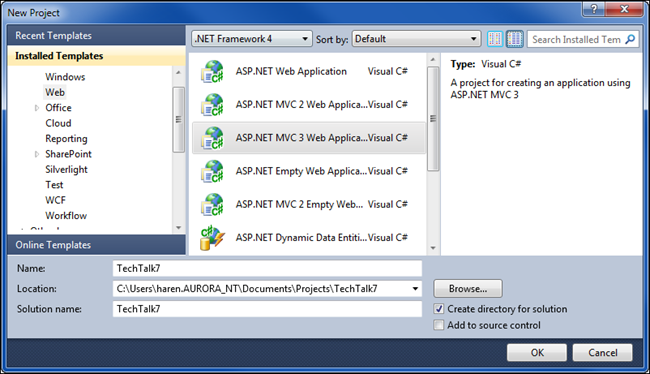 New Project
Recent Templates
Installed Templates
Windows
Web
Office
Cloud
Reporting
SharePoint
Silverlight
Test
WCF
Workflow
Online Templates
.NET Framework 4 Sort by: Default Search Installed Tem
ASP.NET Web Application Visual C#
ASP.NET MVC 2 Web Applica... Visual C#
ASP.NET MVC 3 Web Applica... Visual C#
ASP.NET Empty Web Applica... Visual C#
ASP.NET MVC 2 Empty Web... Visual C#
ASP.NET Dynamic Data Entiti... Visual C#
Type: Visual C#
A project for creating an application using
ASP.NET MVC 3
Name: TechTalk7
Location: C:\Users\haren.AURORA_NT\Documents\Projects\TechTalk7 Browse...
Solution name: TechTalk7
Create directory for solution
Add to source control
OK Cancel